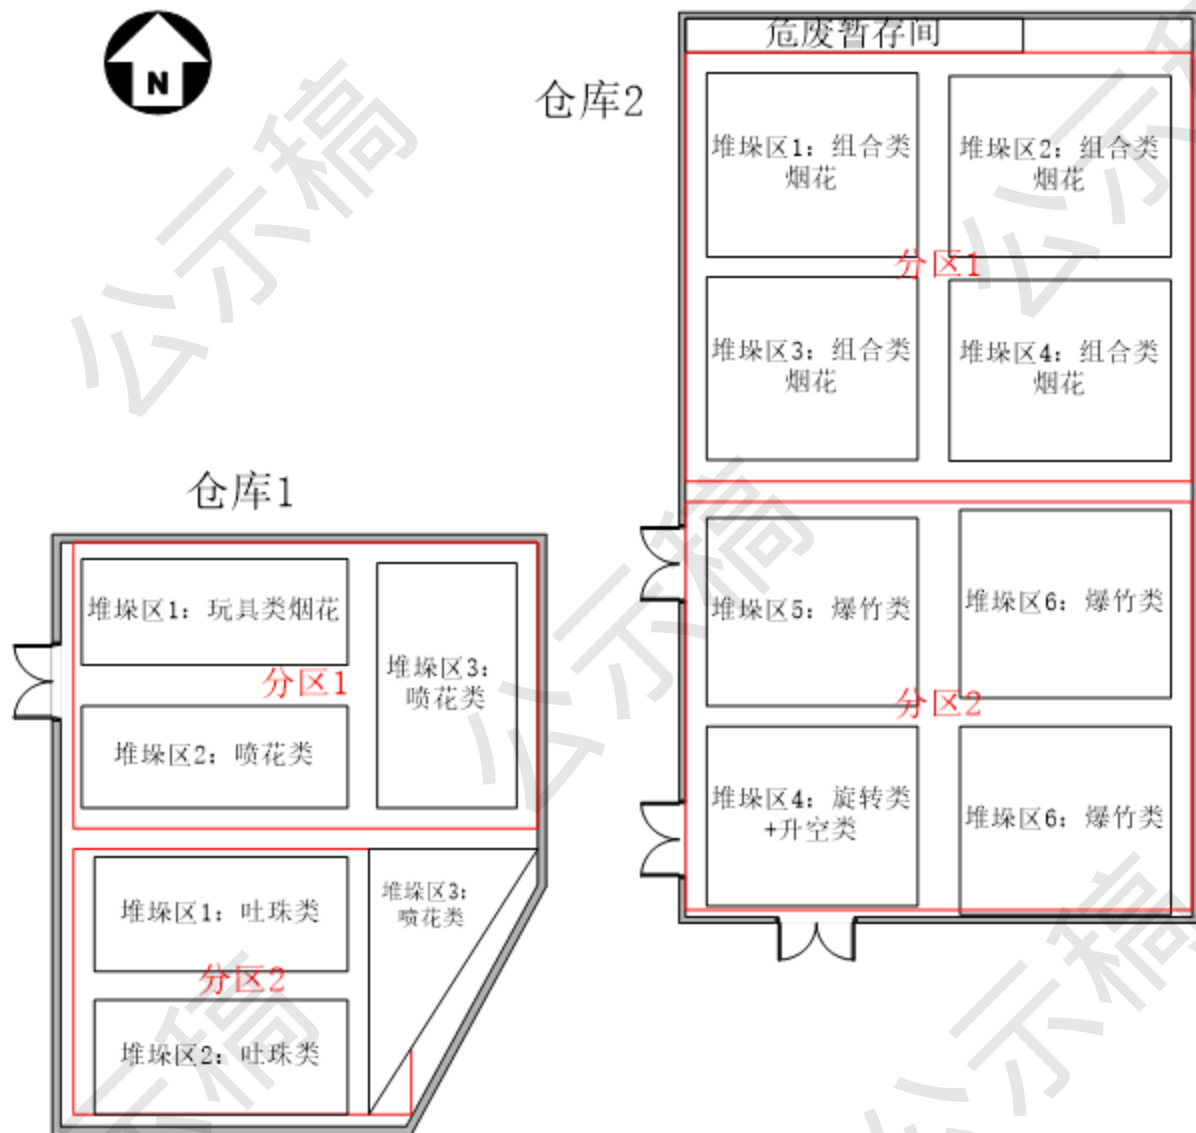 N
仓库2
危废暂存间
堆垛区1：组合类
烟花
堆垛区2：组合类
烟花
分区1
堆垛区3：组合类
烟花
堆垛区4：组合类
烟花
堆垛区5：爆竹类
堆垛区6：爆竹类
分区2
堆垛区4：旋转类
+升空类
堆垛区6：爆竹类
仓库1
堆垛区1：玩具类烟花
堆垛区3：
喷花类
分区1
堆垛区2：喷花类
堆垛区1：吐珠类
堆垛区3：
喷花类
分区2
堆垛区2：吐珠类
公示稿
公示稿
公示稿
示稿
公示稿